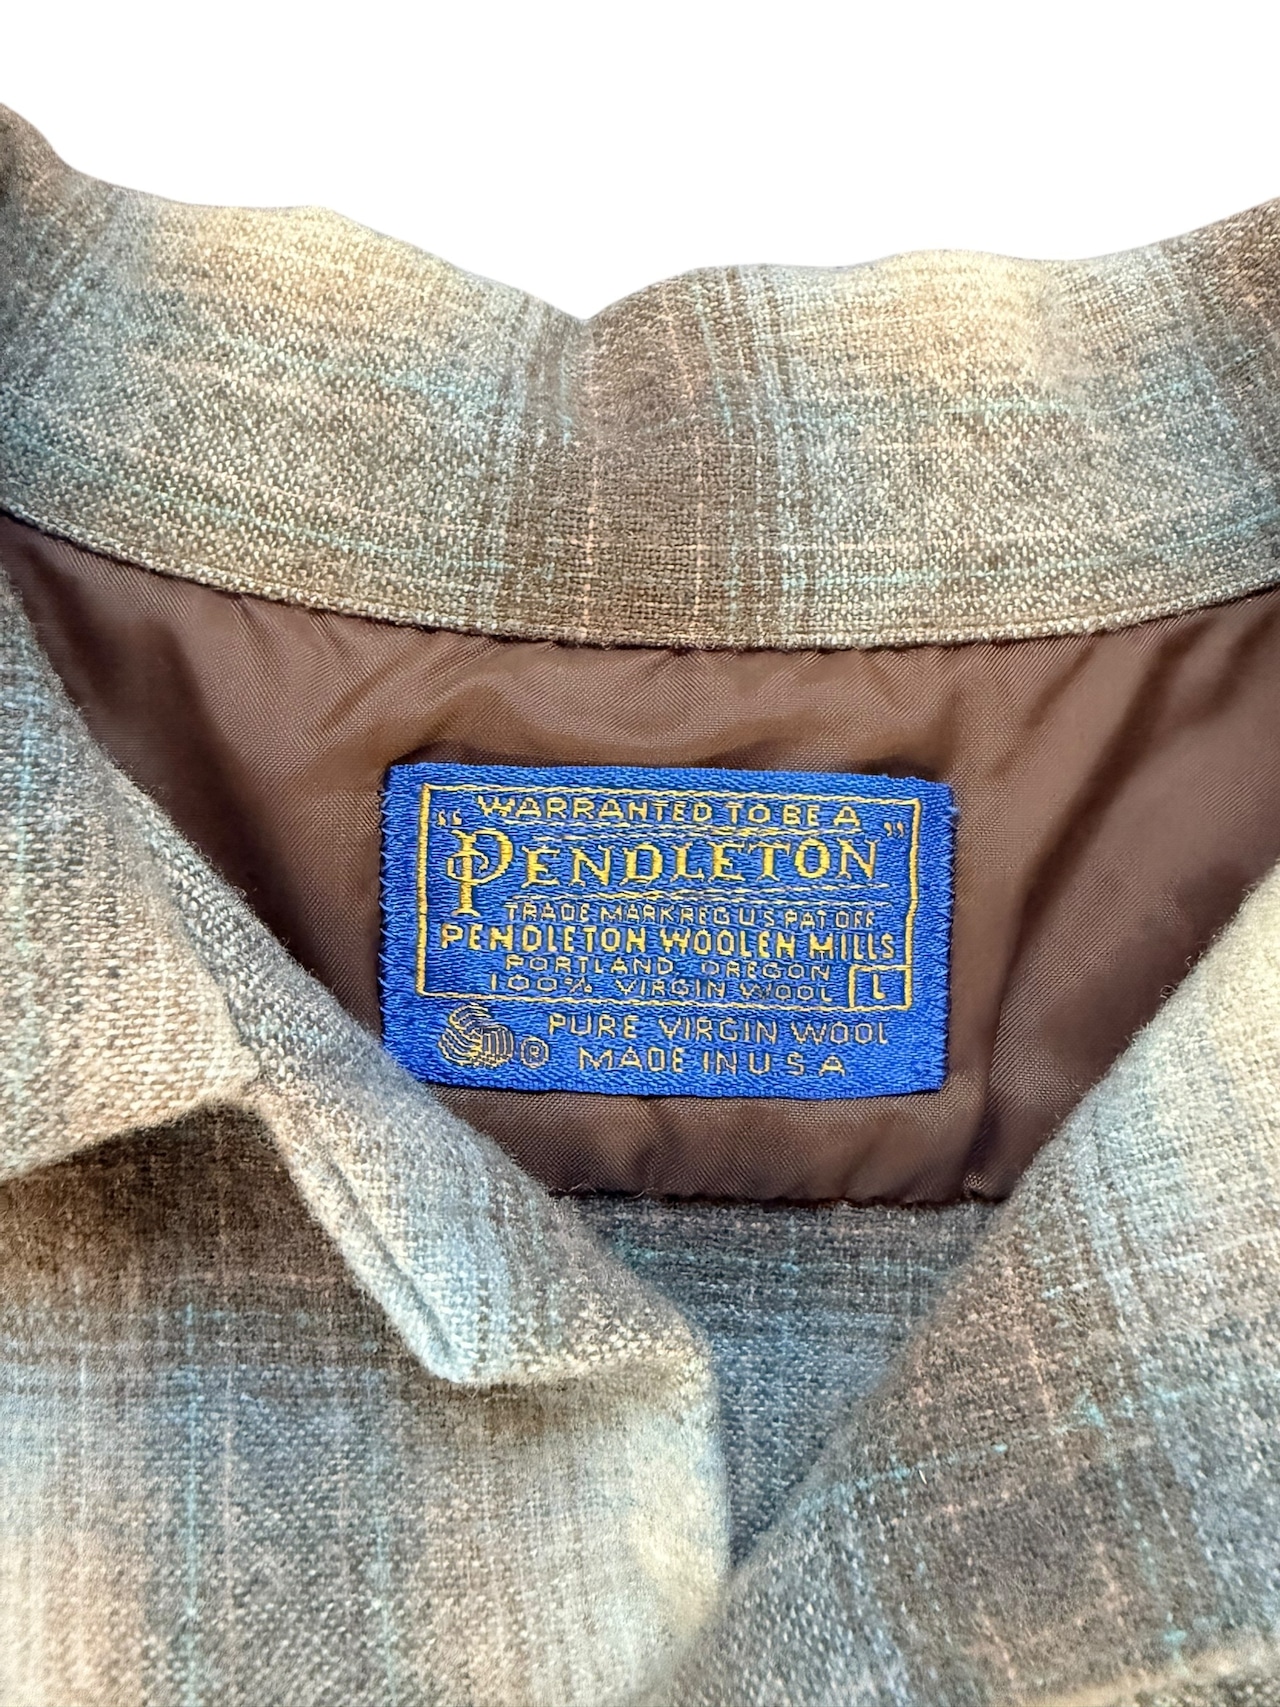 WARRANTED TO BE A
"PENDLETON"
TRADE MARK REG U.S. PAT OFF
PENDLETON WOOLEN MILLS
PORTLAND, OREGON
100% VIRGIN WOOL L
PURE VIRGIN WOOL
® MADE IN U S A